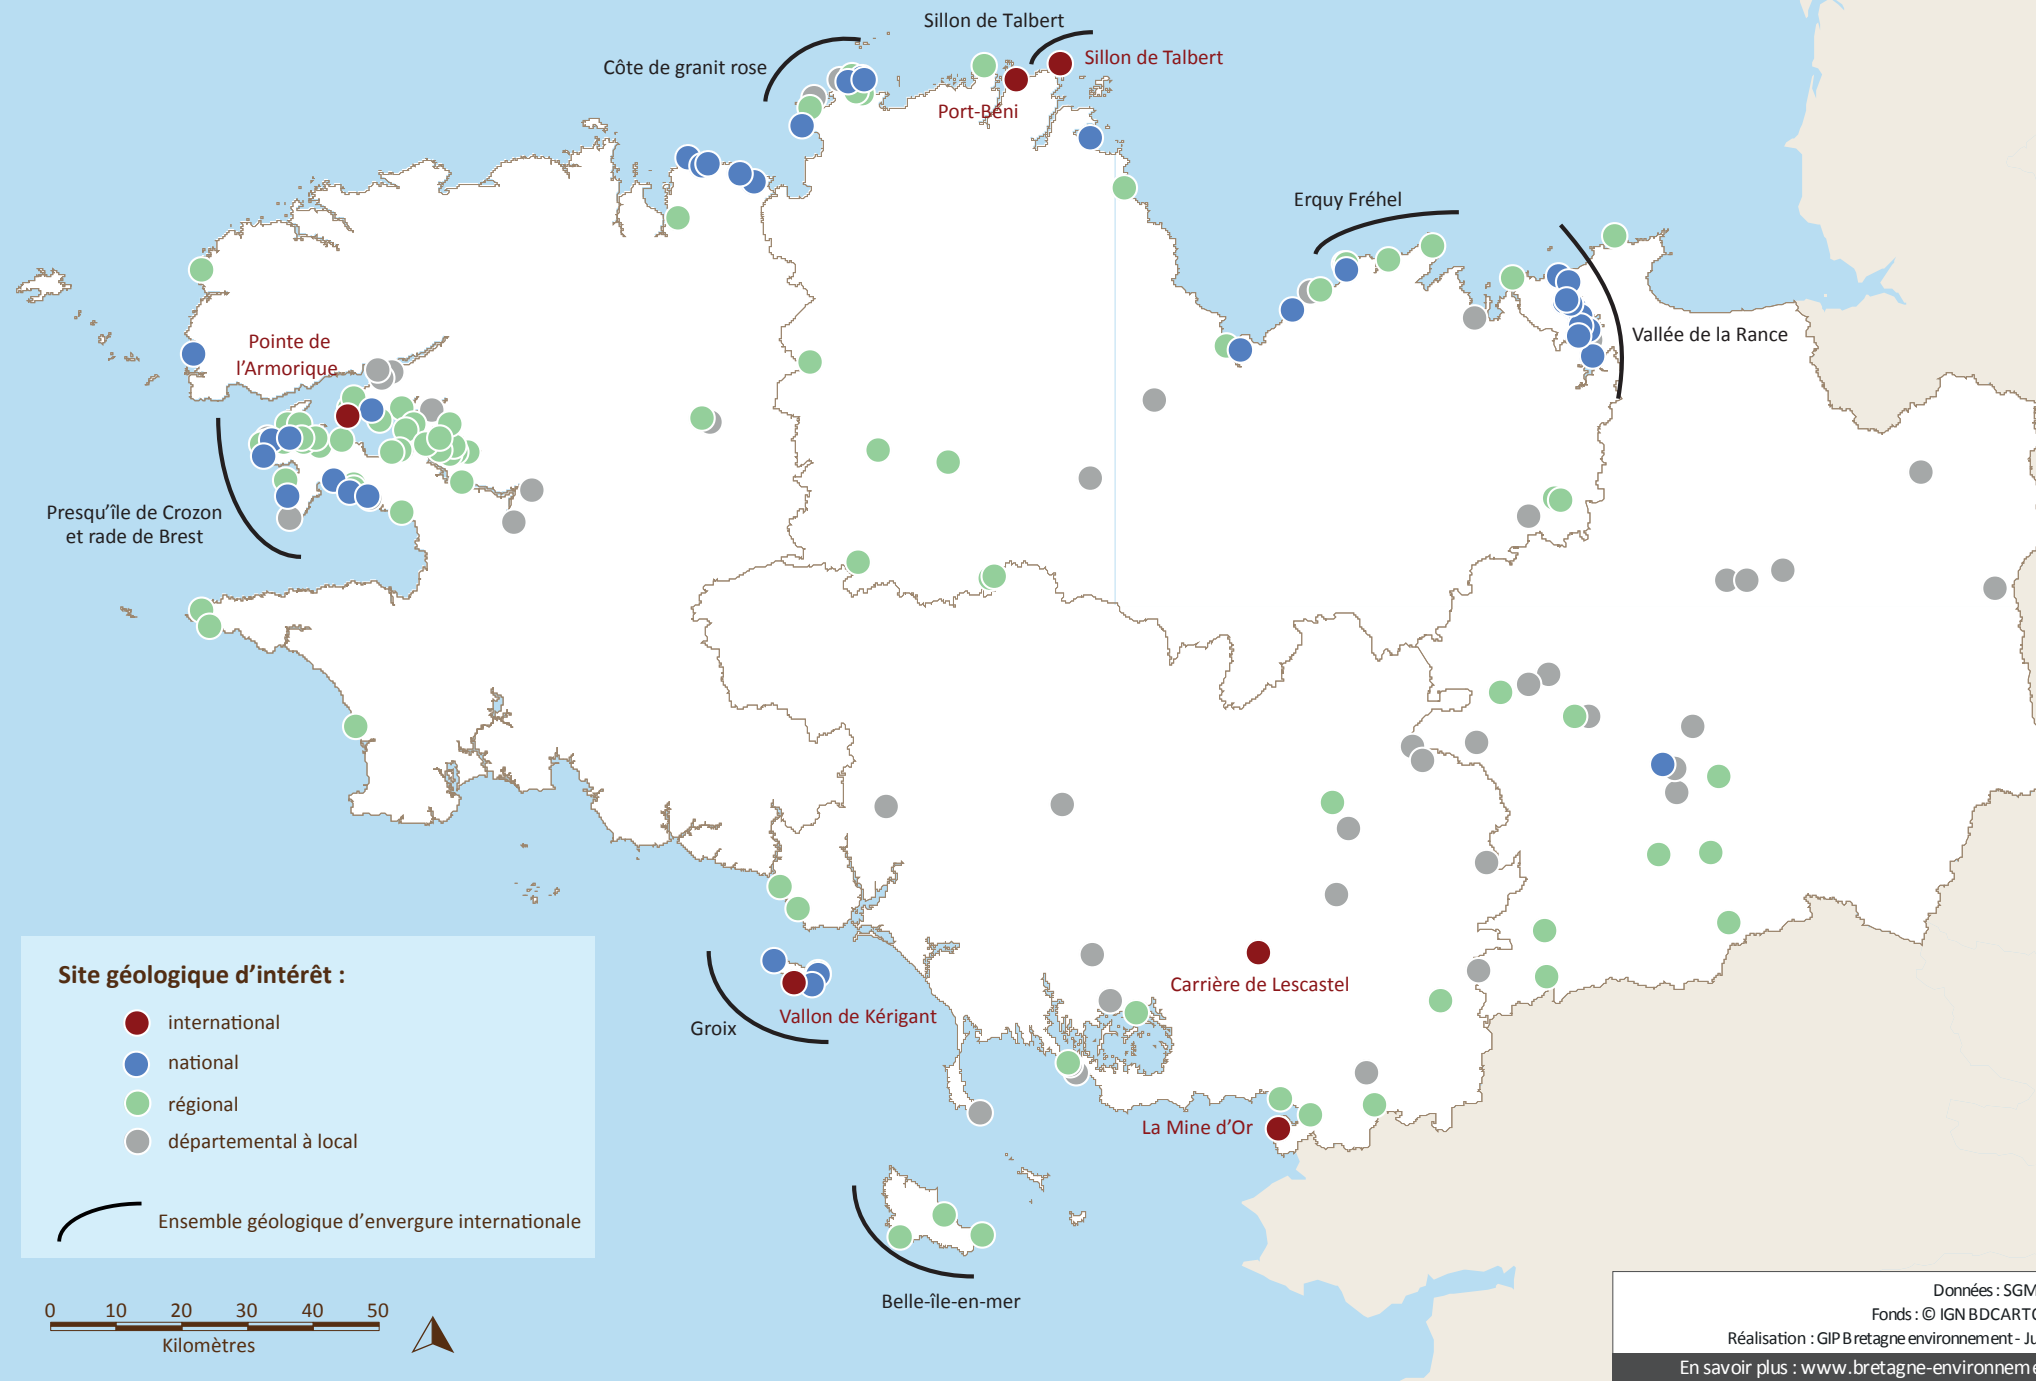 Sillon de Talbert
Côte de granit rose
Sillon de Talbert
Port-Béni
Erquy Fréhel
Vallée de la Rance
Pointe de
l'Armorique
Presqu'île de Crozon
et rade de Brest
Carrière de Lescastel
Vallon de Kérigant
Groix
La Mine d'Or
Belle-île-en-mer
Site géologique d'intérêt :
international
national
régional
départemental à local
Ensemble géologique d'envergure internationale
0 10 20 30 40 50
Kilomètres
Données : SGM
Fonds : © IGN BDCARTO
Réalisation : GIP Bretagne environnement - Ju
En savoir plus : www.bretagne-environneme